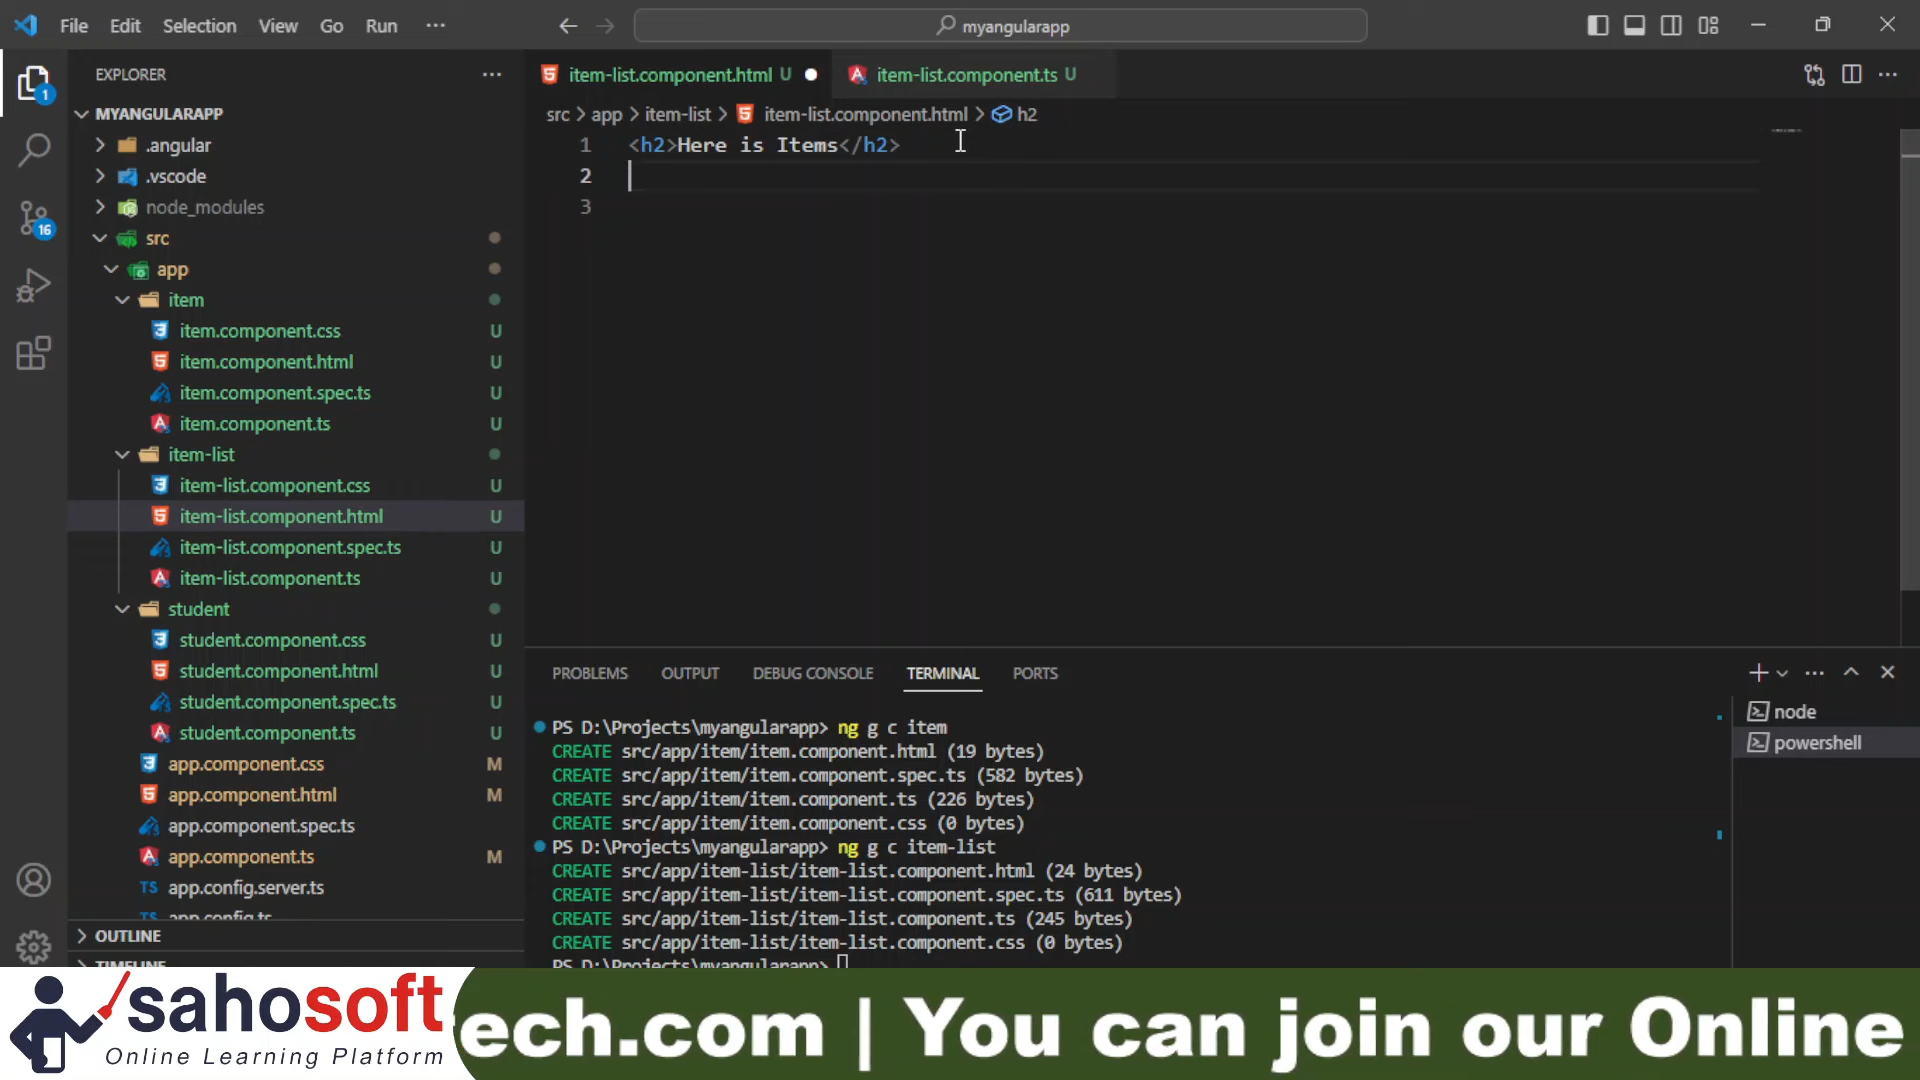 File Edit Selection View Go Run ···
myangularapp
EXPLORER ···
MYANGULARAPP
.angular
.vscode
node_modules
src
app
item
item.component.css U
item.component.html U
item.component.spec.ts U
item.component.ts U
item-list
item-list.component.css U
item-list.component.html U
item-list.component.spec.ts U
item-list.component.ts U
student
student.component.css U
student.component.html U
student.component.spec.ts U
student.component.ts U
app.component.css M
app.component.html M
app.component.spec.ts
app.component.ts M
TS app.config.server.ts
TS app.config.ts
OUTLINE
TIMELINE
1
16
item-list.component.html U
item-list.component.ts U
src > app > item-list > item-list.component.html > h2
1 <h2>Here is Items</h2>
2
3
PROBLEMS OUTPUT DEBUG CONSOLE TERMINAL PORTS
PS D:\Projects\myangularapp> ng g c item
CREATE src/app/item/item.component.html (19 bytes)
CREATE src/app/item/item.component.spec.ts (582 bytes)
CREATE src/app/item/item.component.ts (226 bytes)
CREATE src/app/item/item.component.css (0 bytes)
PS D:\Projects\myangularapp> ng g c item-list
CREATE src/app/item-list/item-list.component.html (24 bytes)
CREATE src/app/item-list/item-list.component.spec.ts (611 bytes)
CREATE src/app/item-list/item-list.component.ts (245 bytes)
CREATE src/app/item-list/item-list.component.css (0 bytes)
PS D:\Projects\myangularapp>
node
powershell
sahosoft
Online Learning Platform
ech.com | You can join our Online